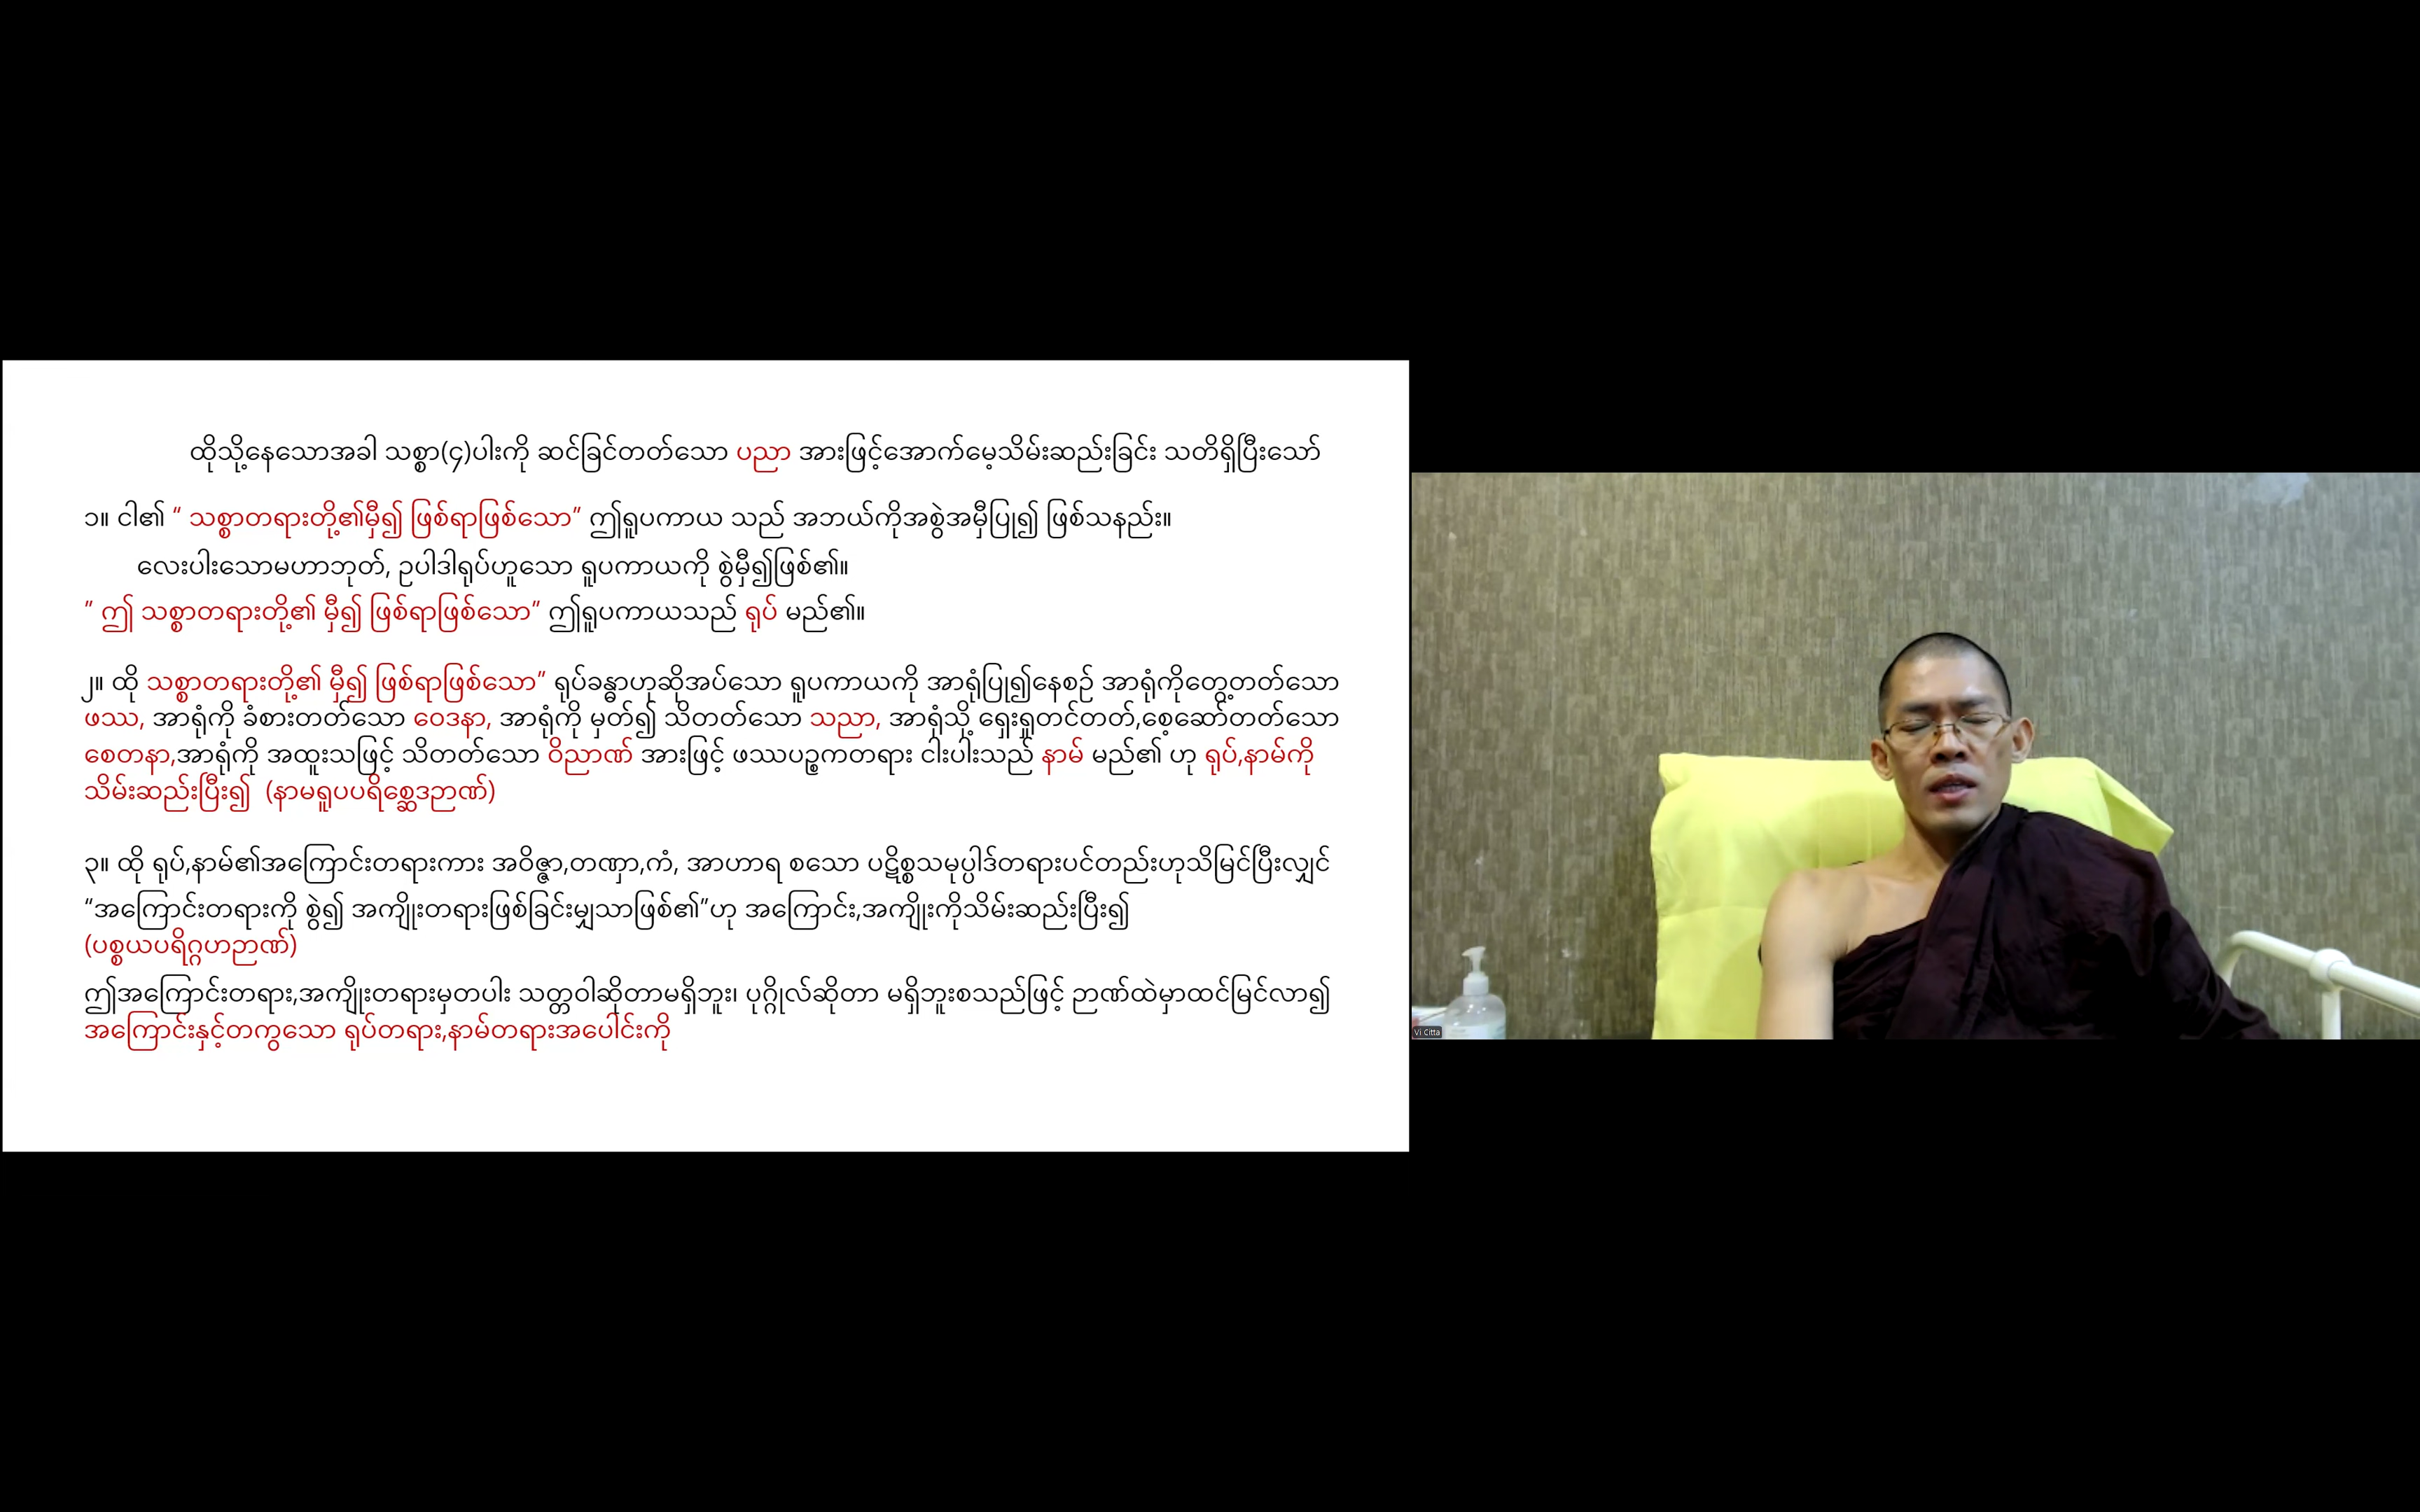 ထိုသို့နေသောအခါ သစ္စာ(၄)ပါးကို ဆင်ခြင်တတ်သော ပညာ အားဖြင့်အောက်မေ့သိမ်းဆည်းခြင်း သတိရှိပြီးသော်
၁။ ငါ၏ “ သစ္စာတရားတို့၏မှီ၍ ဖြစ်ရာဖြစ်သော” ဤရူပကာယ သည် အဘယ်ကိုအစွဲအမှီပြု၍ ဖြစ်သနည်း။
လေးပါးသောမဟာဘုတ်, ဥပါဒါရုပ်ဟူသော ရူပကာယကို စွဲမှီ၍ဖြစ်၏။
” ဤ သစ္စာတရားတို့၏ မှီ၍ ဖြစ်ရာဖြစ်သော” ဤရူပကာယသည် ရုပ် မည်၏။
၂။ ထို သစ္စာတရားတို့၏ မှီ၍ ဖြစ်ရာဖြစ်သော” ရုပ်ခန္ဓာဟုဆိုအပ်သော ရူပကာယကို အာရုံပြု၍နေစဉ် အာရုံကိုတွေ့တတ်သော
ဖဿ, အာရုံကို ခံစားတတ်သော ဝေဒနာ, အာရုံကို မှတ်၍ သိတတ်သော သညာ, အာရုံသို့ ရှေးရှုတင်တတ်,စေ့ဆော်တတ်သော
စေတနာ,အာရုံကို အထူးသဖြင့် သိတတ်သော ဝိညာဏ် အားဖြင့် ဖဿပဉ္စကတရား ငါးပါးသည် နာမ် မည်၏ ဟု ရုပ်,နာမ်ကို
သိမ်းဆည်းပြီး၍ (နာမရူပပရိစ္ဆေဒဉာဏ်)
၃။ ထို ရုပ်,နာမ်၏အကြောင်းတရားကား အဝိဇ္ဇာ,တဏှာ,ကံ, အာဟာရ စသော ပဋိစ္စသမုပ္ပါဒ်တရားပင်တည်းဟုသိမြင်ပြီးလျှင်
“အကြောင်းတရားကို စွဲ၍ အကျိုးတရားဖြစ်ခြင်းမျှသာဖြစ်၏”ဟု အကြောင်း,အကျိုးကိုသိမ်းဆည်းပြီး၍
(ပစ္စယပရိဂ္ဂဟဉာဏ်)
ဤအကြောင်းတရား,အကျိုးတရားမှတပါး သတ္တဝါဆိုတာမရှိဘူး၊ ပုဂ္ဂိုလ်ဆိုတာ မရှိဘူးစသည်ဖြင့် ဉာဏ်ထဲမှာထင်မြင်လာ၍
အကြောင်းနှင့်တကွသော ရုပ်တရား,နာမ်တရားအပေါင်းကို
Vi Citta